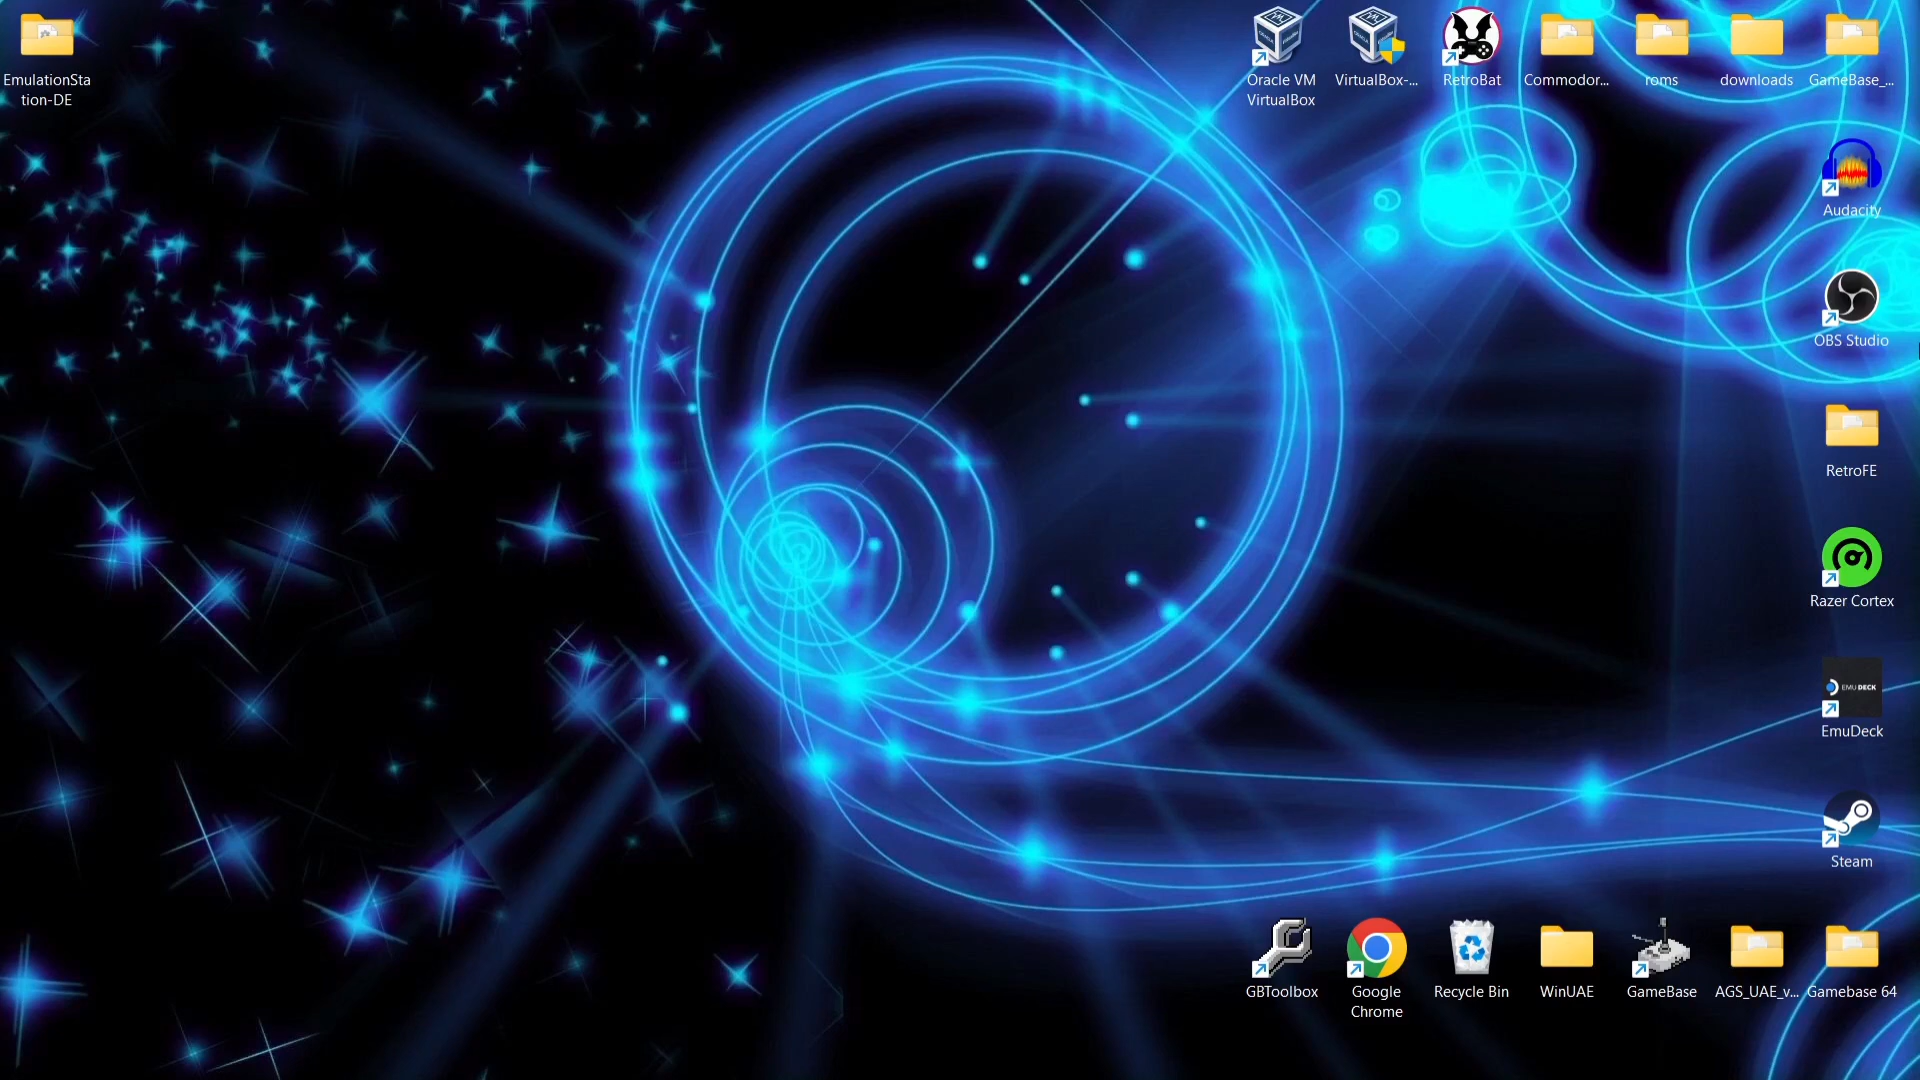 EmulationSta
tion-DE
Oracle VM
VirtualBox
VirtualBox-...
RetroBat
Commodor...
roms
downloads
GameBase_...
Audacity
OBS Studio
RetroFE
Razer Cortex
EMU DECK
EmuDeck
Steam
GBToolbox
Google
Chrome
Recycle Bin
WinUAE
GameBase
AGS_UAE_v...
Gamebase 64